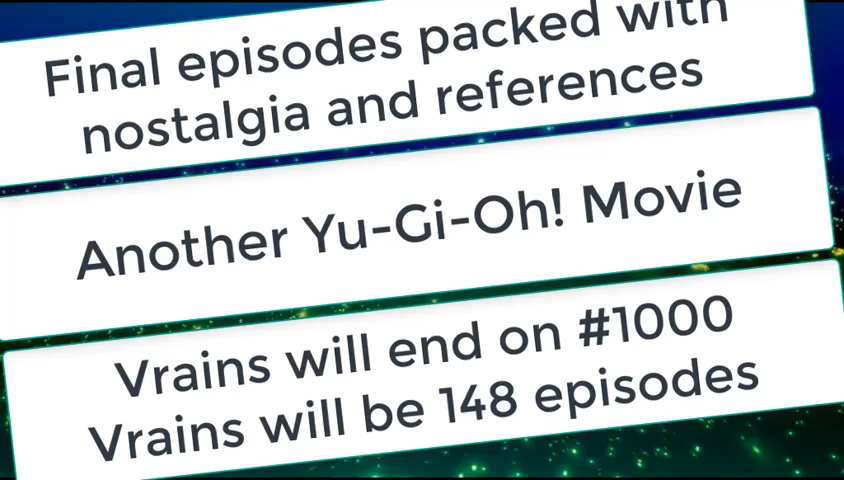 Final episodes packed with
nostalgia and references
Another Yu-Gi-Oh! Movie
Vrains will end on #1000
Vrains will be 148 episodes